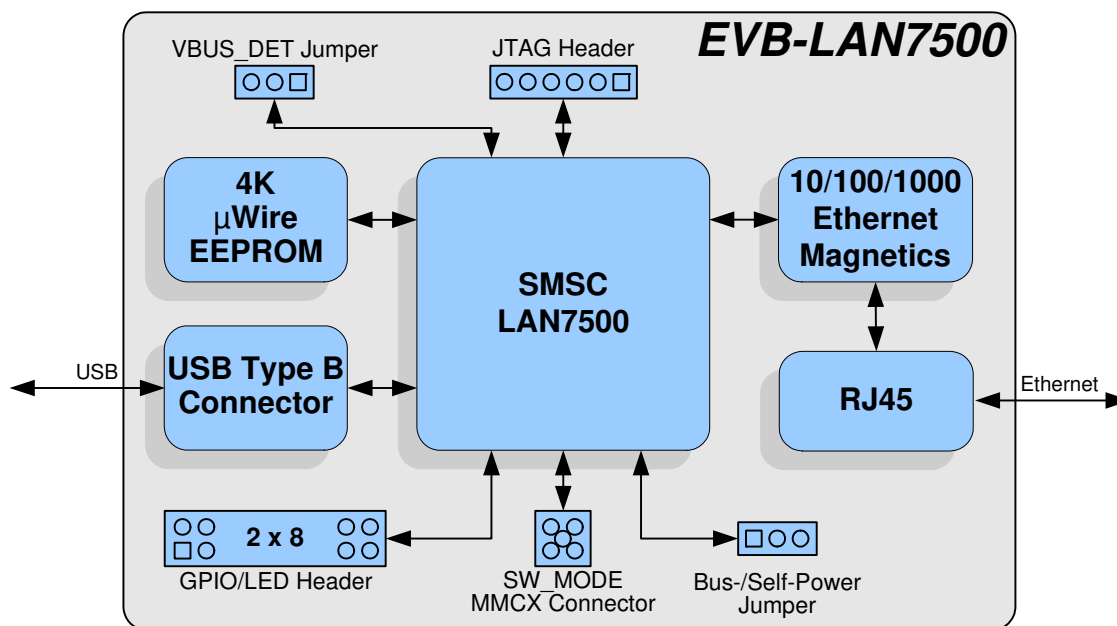 EVB-LAN7500
VBUS_DET Jumper
JTAG Header
4K
µWire
EEPROM
SMSC
LAN7500
10/100/1000
Ethernet
Magnetics
USB
USB Type B
Connector
RJ45
Ethernet
2 x 8
GPIO/LED Header
SW_MODE
MMCX Connector
Bus-/Self-Power
Jumper